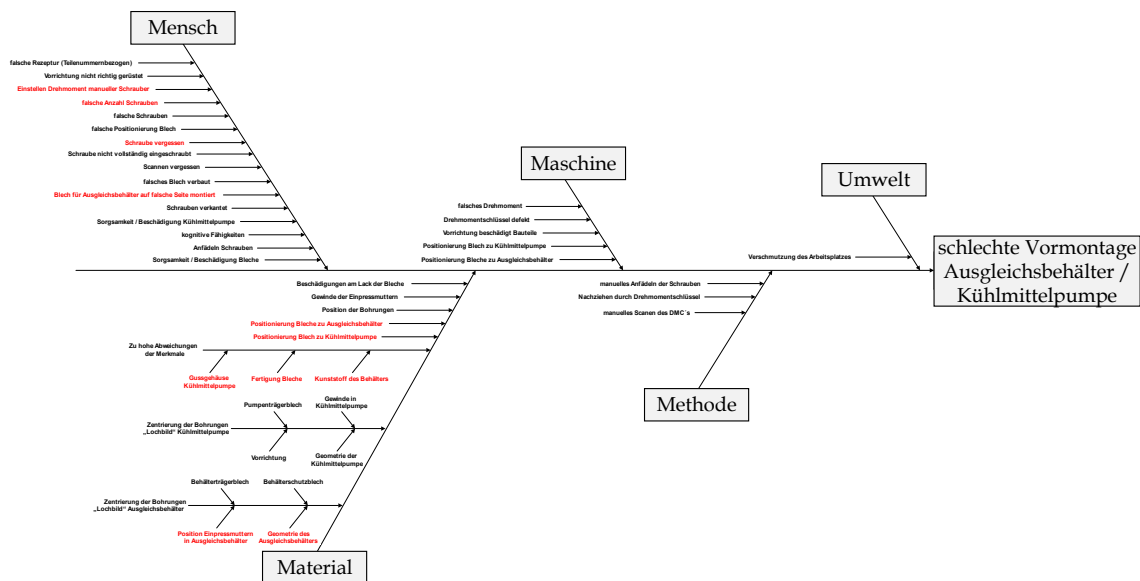 Mensch
falsche Rezeptur (Teilenummernbezogen)
Vorrichtung nicht richtig gerüstet
Einstellen Drehmoment manueller Schrauber
falsche Anzahl Schrauben
falsche Schrauben
falsche Positionierung Blech
Schraube vergessen
Schraube nicht vollständig eingeschraubt
Scannen vergessen
falsches Blech verbaut
Blech für Ausgleichsbehälter auf falsche Seite montiert
Schrauben verkantet
Sorgsamkeit / Beschädigung Kühlmittelpumpe
kognitive Fähigkeiten
Anfädeln Schrauben
Sorgsamkeit / Beschädigung Bleche
Maschine
falsches Drehmoment
Drehmomentschlüssel defekt
Vorrichtung beschädigt Bauteile
Positionierung Blech zu Kühlmittelpumpe
Positionierung Bleche zu Ausgleichsbehälter
Umwelt
Verschmutzung des Arbeitsplatzes
schlechte Vormontage
Ausgleichsbehälter /
Kühlmittelpumpe
Beschädigungen am Lack der Bleche
Gewinde der Einpressmuttern
Position der Bohrungen
Positionierung Bleche zu Ausgleichsbehälter
Positionierung Blech zu Kühlmittelpumpe
Zu hohe Abweichungen
der Merkmale
Gussgehäuse
Kühlmittelpumpe
Fertigung Bleche
Kunststoff des Behälters
Pumpenträgerblech
Gewinde in
Kühlmittelpumpe
Zentrierung der Bohrungen
„Lochbild“ Kühlmittelpumpe
Vorrichtung
Geometrie der
Kühlmittelpumpe
Behälterträgerblech
Behälterschutzblech
Zentrierung der Bohrungen
„Lochbild“ Ausgleichsbehälter
Position Einpressmuttern
in Ausgleichsbehälter
Geometrie des
Ausgleichsbehälters
Material
manuelles Anfädeln der Schrauben
Nachziehen durch Drehmomentschlüssel
manuelles Scanen des DMC´s
Methode